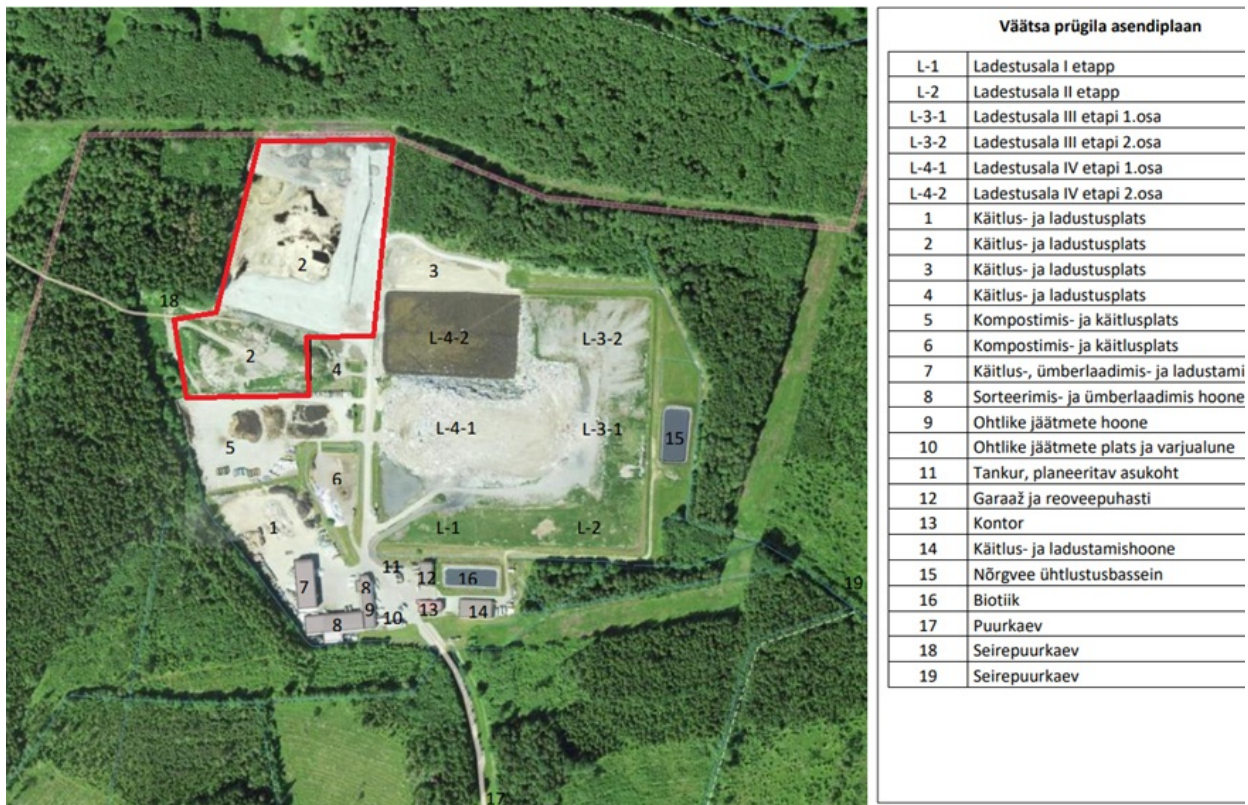 2
3
18
L-4-2
L-3-2
2
4
L-4-1
L-3-1
15
5
6
1
L-1
L-2
11
12
16
7
8
19
9
10
13
14
8
17
Väätsa prügila asendiplaan
L-1 Ladestusala I etapp
L-2 Ladestusala II etapp
L-3-1 Ladestusala III etapi 1.osa
L-3-2 Ladestusala III etapi 2.osa
L-4-1 Ladestusala IV etapi 1.osa
L-4-2 Ladestusala IV etapi 2.osa
1 Käitlus- ja ladustusplats
2 Käitlus- ja ladustusplats
3 Käitlus- ja ladustusplats
4 Käitlus- ja ladustusplats
5 Kompostimis- ja käitlusplats
6 Kompostimis- ja käitlusplats
7 Käitlus-, ümberlaadimis- ja ladustami
8 Sorteerimis- ja ümberlaadimis hoone
9 Ohtlike jäätmete hoone
10 Ohtlike jäätmete plats ja varjualune
11 Tankur, planeeritav asukoht
12 Garaaž ja reoveepuhasti
13 Kontor
14 Käitlus- ja ladustamishoone
15 Nõrgvee ühtlustusbassein
16 Biotiik
17 Puurkaev
18 Seirepuurkaev
19 Seirepuurkaev